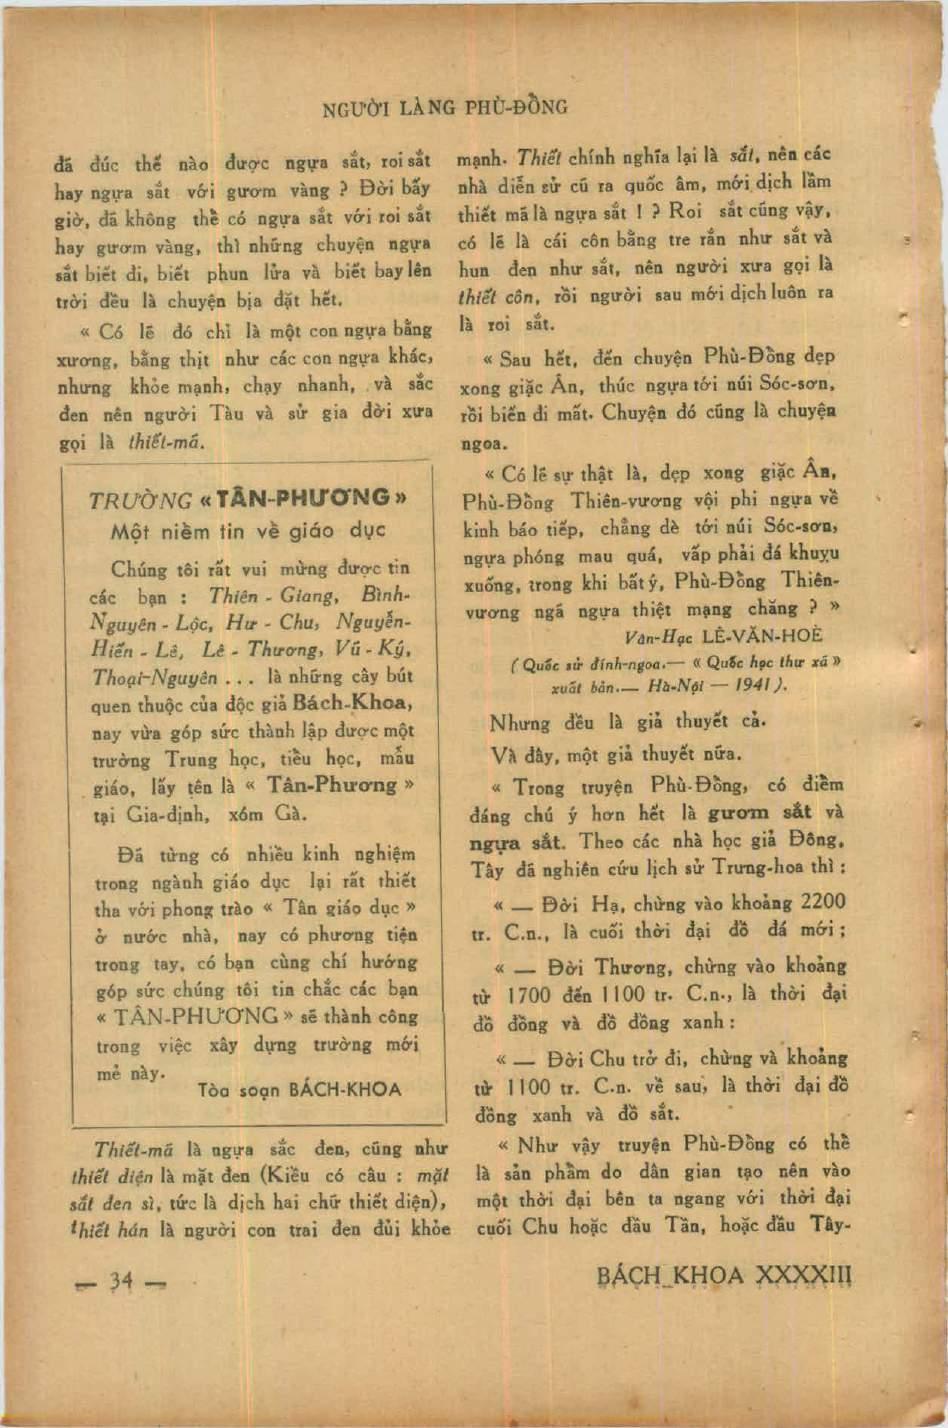 NGƯỜI LÀNG PHÙ-ĐỒNG
đã đúc thế nào được ngựa sắt, roi sắt
hay ngựa sắt với gươm vàng ? Đời bấy
giờ, đã không thể có ngựa sắt với roi sắt
hay gươm vàng, thì những chuyện ngựa
sắt biết đi, biết phun lửa và biết bay lên
trời đều là chuyện bịa đặt hết.
« Có lẽ đó chỉ là một con ngựa bằng
xương, bằng thịt như các con ngựa khác,
nhưng khỏe mạnh, chạy nhanh, và sắc
đen nên người Tàu và sử gia đời xưa
gọi là thiết-mã.
TRƯỜNG «TÂN-PHƯƠNG»
Một niềm tin về giáo dục
Chúng tôi rất vui mừng được tin
các bạn : Thiên - Giang, Bình-
Nguyên - Lộc, Hư - Chu, Nguyễn-
Hiến - Lê, Lê - Thương, Vũ - Ký,
Thoại-Nguyên . . . là những cây bút
quen thuộc của độc giả Bách-Khoa,
nay vừa góp sức thành lập được một
trường Trung học, tiểu học, mẫu
giáo, lấy tên là « Tân-Phương »
tại Gia-định, xóm Gà.
Đã từng có nhiều kinh nghiệm
trong ngành giáo dục lại rất thiết
tha với phong trào « Tân giáo dục »
ở nước nhà, nay có phương tiện
trong tay, có bạn cùng chí hướng
góp sức chúng tôi tin chắc các bạn
« TÂN-PHƯƠNG » sẽ thành công
trong việc xây dựng trường mới
mẻ này.
Tòa soạn BÁCH-KHOA
Thiết-mã là ngựa sắc đen, cũng như
thiết diện là mặt đen (Kiều có câu : mặt
sắt đen sì, tức là dịch hai chữ thiết diện),
thiết hán là người con trai đen đủi khỏe
mạnh. Thiết chính nghĩa lại là sắt, nên các
nhà diễn sử cũ ra quốc âm, mới dịch lầm
thiết mã là ngựa sắt ! ? Roi sắt cũng vậy,
có lẽ là cái côn bằng tre rắn như sắt và
hun đen như sắt, nên người xưa gọi là
thiết côn, rồi người sau mới dịch luôn ra
là roi sắt.
« Sau hết, đến chuyện Phù-Đồng dẹp
xong giặc Ân, thúc ngựa tới núi Sóc-sơn,
rồi biến đi mất. Chuyện đó cũng là chuyện
ngoa.
« Có lẽ sự thật là, dẹp xong giặc Ân,
Phù-Đồng Thiên-vương vội phi ngựa về
kinh báo tiếp, chẳng dè tới núi Sóc-sơn,
ngựa phóng mau quá, vấp phải đá khuỵu
xuống, trong khi bất ý, Phù-Đồng Thiên-
vương ngã ngựa thiệt mạng chăng ? »
Vân-Hạc LÊ-VĂN-HOÈ
( Quốc sử đính-ngoa.— « Quốc học thư xã »
xuất bản.— Hà-Nội — 1941 ).
Nhưng đều là giả thuyết cả.
Và đây, một giả thuyết nữa.
« Trong truyện Phù-Đồng, có điểm
đáng chú ý hơn hết là gươm sắt và
ngựa sắt. Theo các nhà học giả Đông,
Tây đã nghiên cứu lịch sử Trung-hoa thì :
« — Đời Hạ, chừng vào khoảng 2200
tr. C.n., là cuối thời đại đồ đá mới ;
« — Đời Thương, chừng vào khoảng
từ 1700 đến 1100 tr. C.n., là thời đại
đồ đồng và đồ đồng xanh :
« — Đời Chu trở đi, chừng và khoảng
từ 1100 tr. C.n. về sau, là thời đại đồ
đồng xanh và đồ sắt.
« Như vậy truyện Phù-Đồng có thể
là sản phẩm do dân gian tạo nên vào
một thời đại bên ta ngang với thời đại
cuối Chu hoặc đầu Tần, hoặc đầu Tây-
— 34 —
BÁCH_KHOA XXXXIII